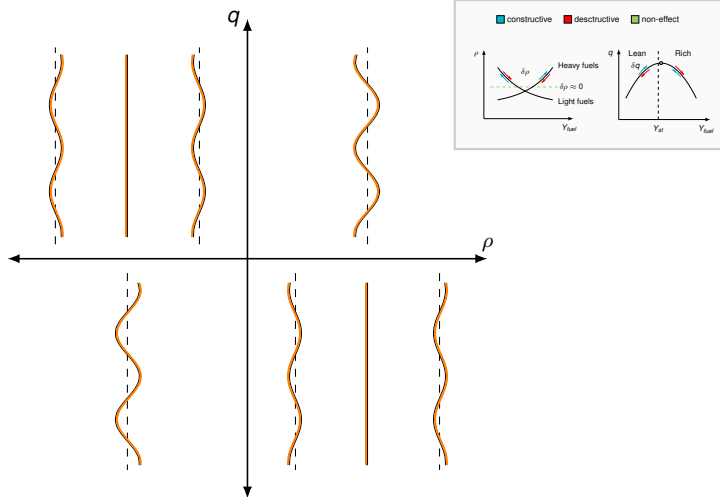 q
ρ
constructive
desctructive
non-effect
ρ
δρ
Heavy fuels
δρ ≈ 0
Light fuels
Y_fuel
q
Lean
Rich
δq
Y_st
Y_fuel